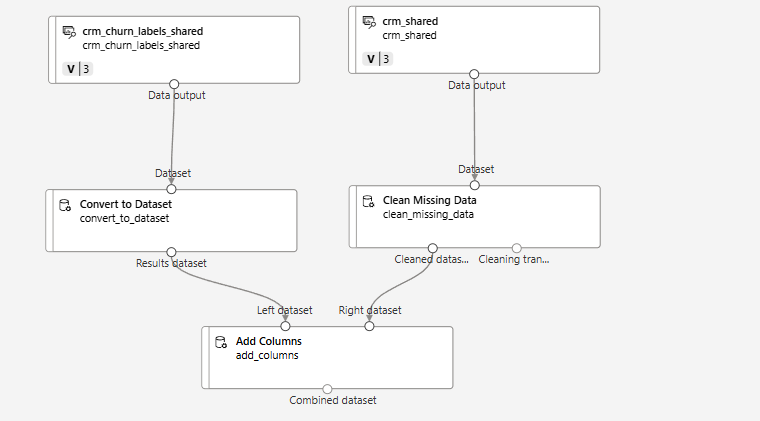 crm_churn_labels_shared
crm_churn_labels_shared
V | 3
Data output
crm_shared
crm_shared
V | 3
Data output
Dataset
Convert to Dataset
convert_to_dataset
Results dataset
Dataset
Clean Missing Data
clean_missing_data
Cleaned datas... Cleaning tran...
Left dataset Right dataset
Add Columns
add_columns
Combined dataset